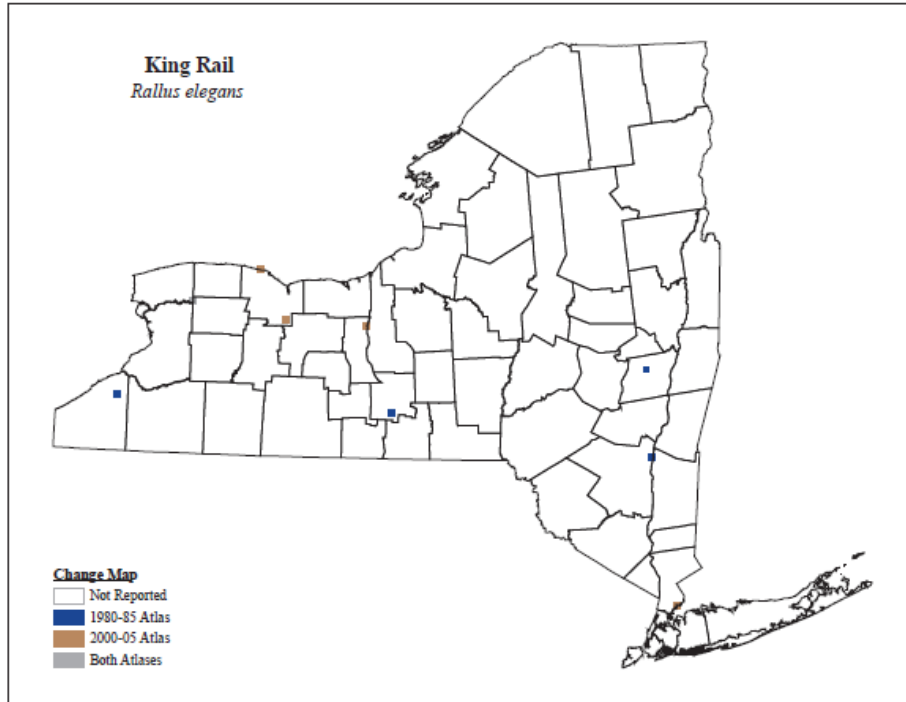 King Rail
Rallus elegans
Change Map
Not Reported
1980-85 Atlas
2000-05 Atlas
Both Atlases